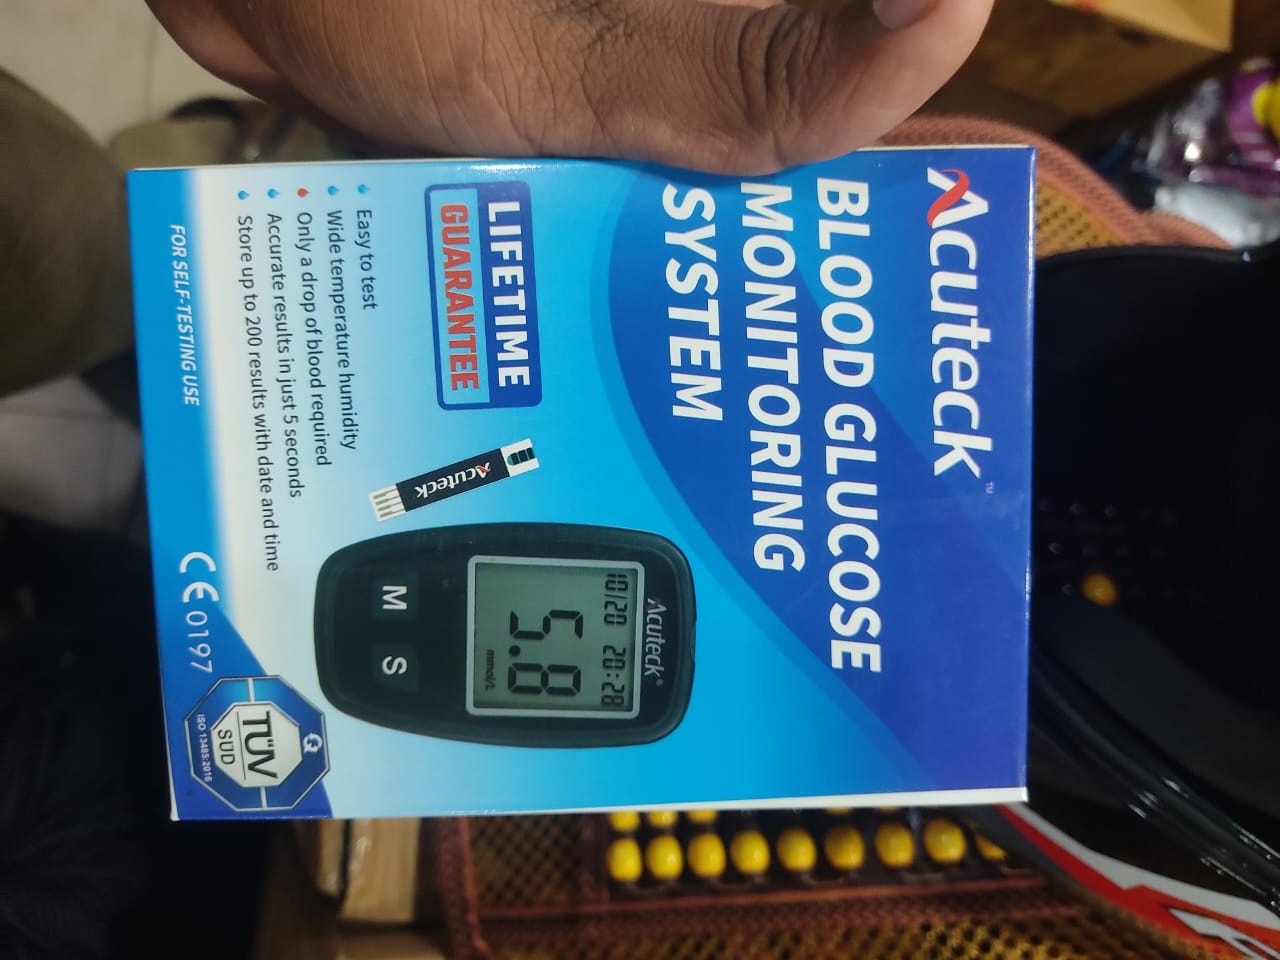 Acuteck™
BLOOD GLUCOSE
MONITORING
SYSTEM
LIFETIME
GUARANTEE
Easy to test
Wide temperature humidity
Only a drop of blood required
Accurate results in just 5 seconds
Store up to 200 results with date and time
FOR SELF-TESTING USE
Acuteck
Acuteck®
10/20 20:28
5.8
mmol/L
M S
CE 0197
Q
TÜV
SÜD
ISO 13485:2016